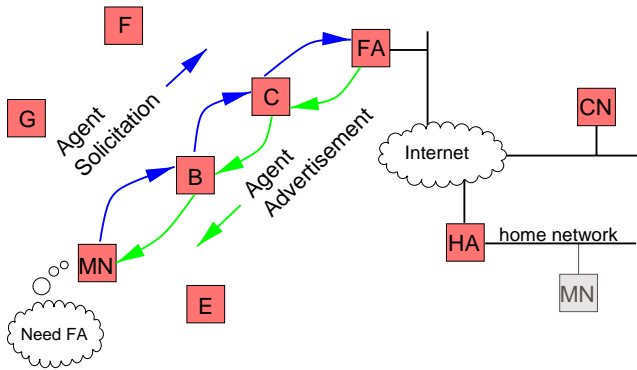 F
FA
Agent
Solicitation
G
C
CN
Internet
B
Agent
Advertisement
MN
HA
home network
MN
E
Need FA